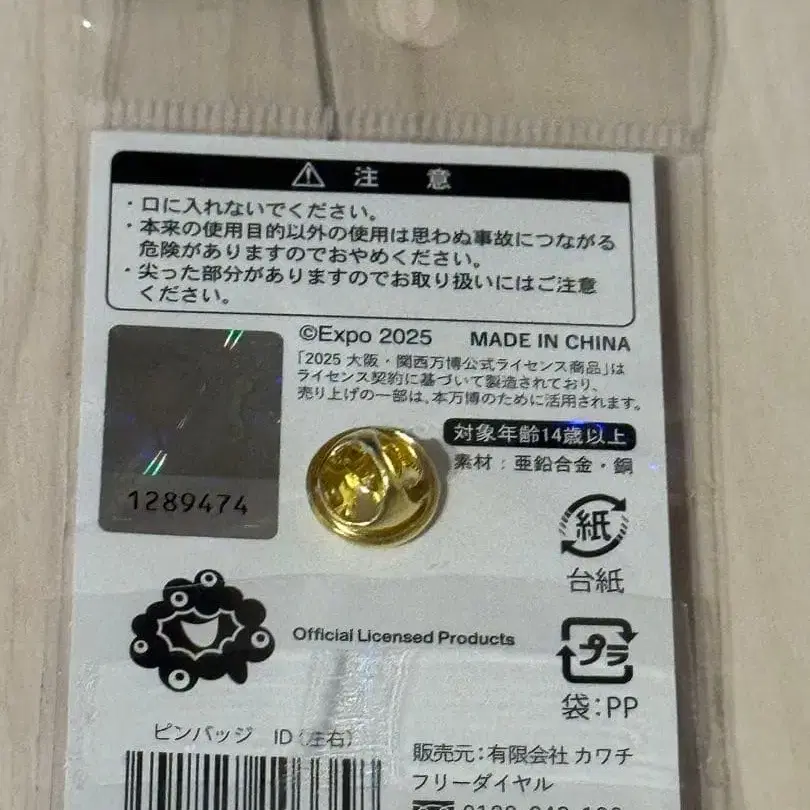 注 意
・口に入れないでください。
・本来の使用目的以外の使用は思わぬ事故につながる
危険がありますのでおやめください。
・尖った部分がありますのでお取り扱いにはご注意
ください。
©Expo 2025 MADE IN CHINA
「2025 大阪・関西万博公式ライセンス商品」は
ライセンス契約に基づいて製造されており、
売り上げの一部は、本万博のために活用されます。
対象年齢14歳以上
素材：亜鉛合金・銅
1289474
紙
台紙
Official Licensed Products
プラ
袋：PP
ピンバッジ ID（左右）
販売元：有限会社 カワチ
フリーダイヤル